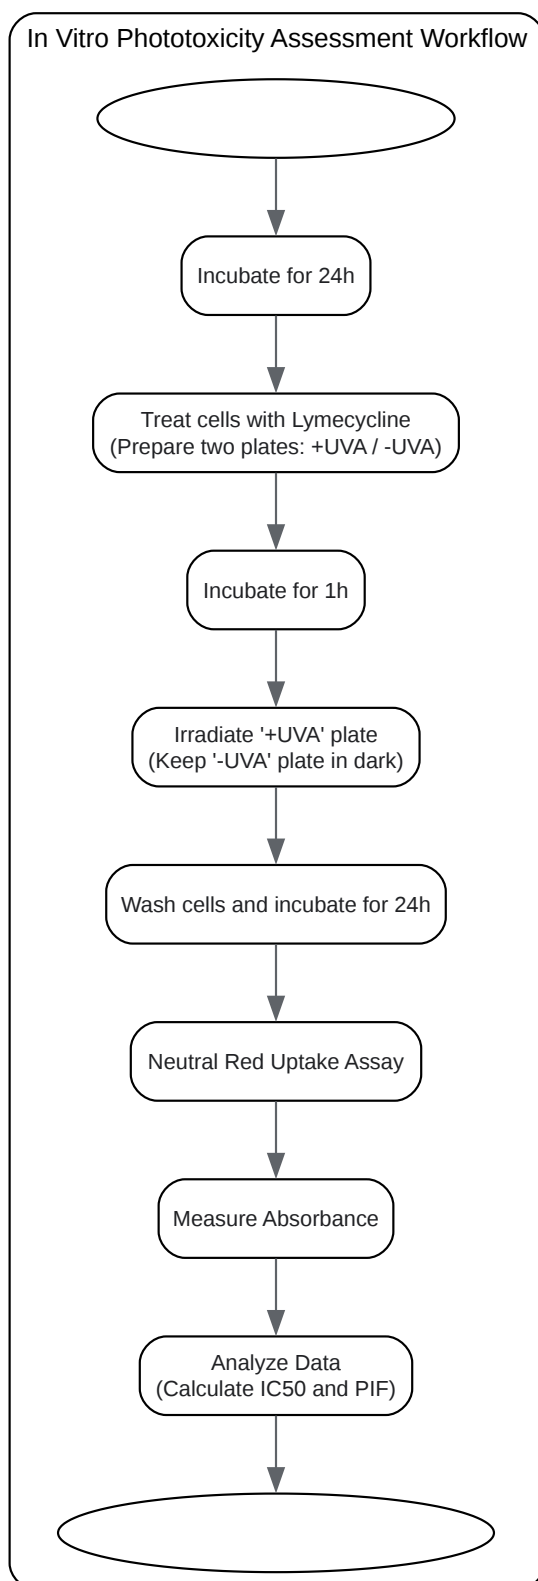 In Vitro Phototoxicity Assessment Workflow
Incubate for 24h
Treat cells with Lymecycline
(Prepare two plates: +UVA / -UVA)
Incubate for 1h
Irradiate '+UVA' plate
(Keep '-UVA' plate in dark)
Wash cells and incubate for 24h
Neutral Red Uptake Assay
Measure Absorbance
Analyze Data
(Calculate IC50 and PIF)